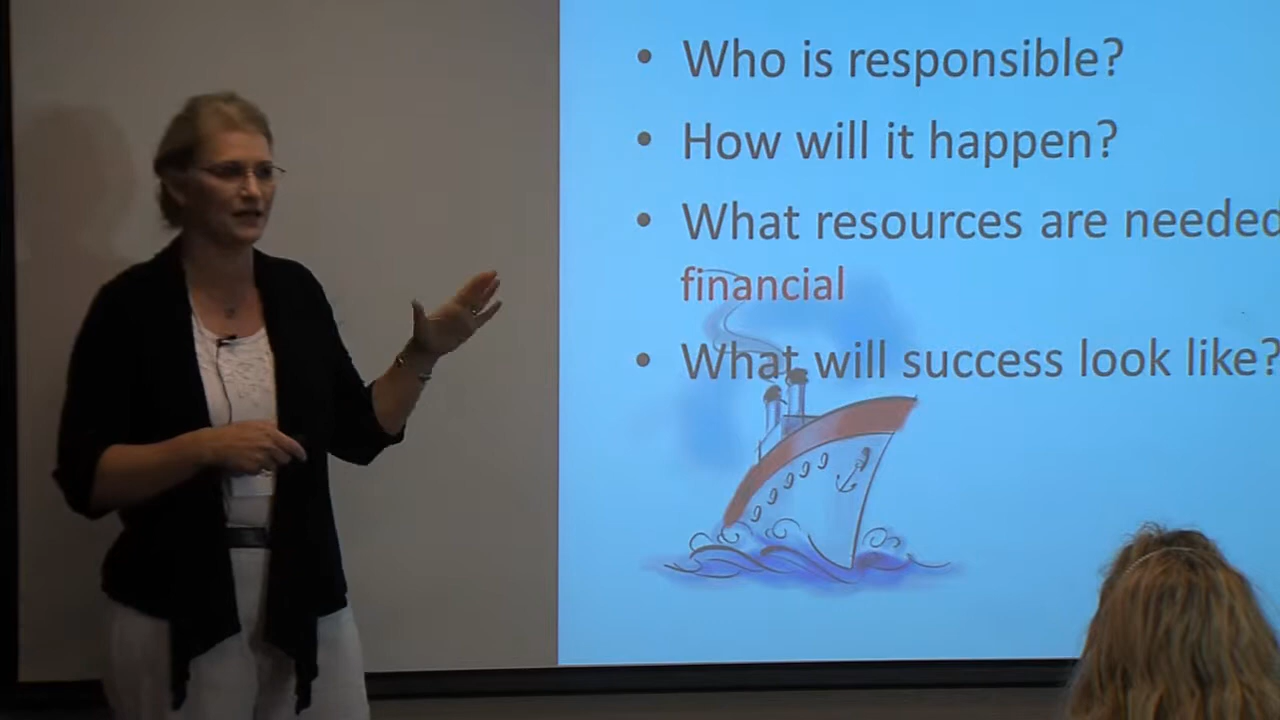 • Who is responsible?
• How will it happen?
• What resources are needed
financial
• What will success look like?